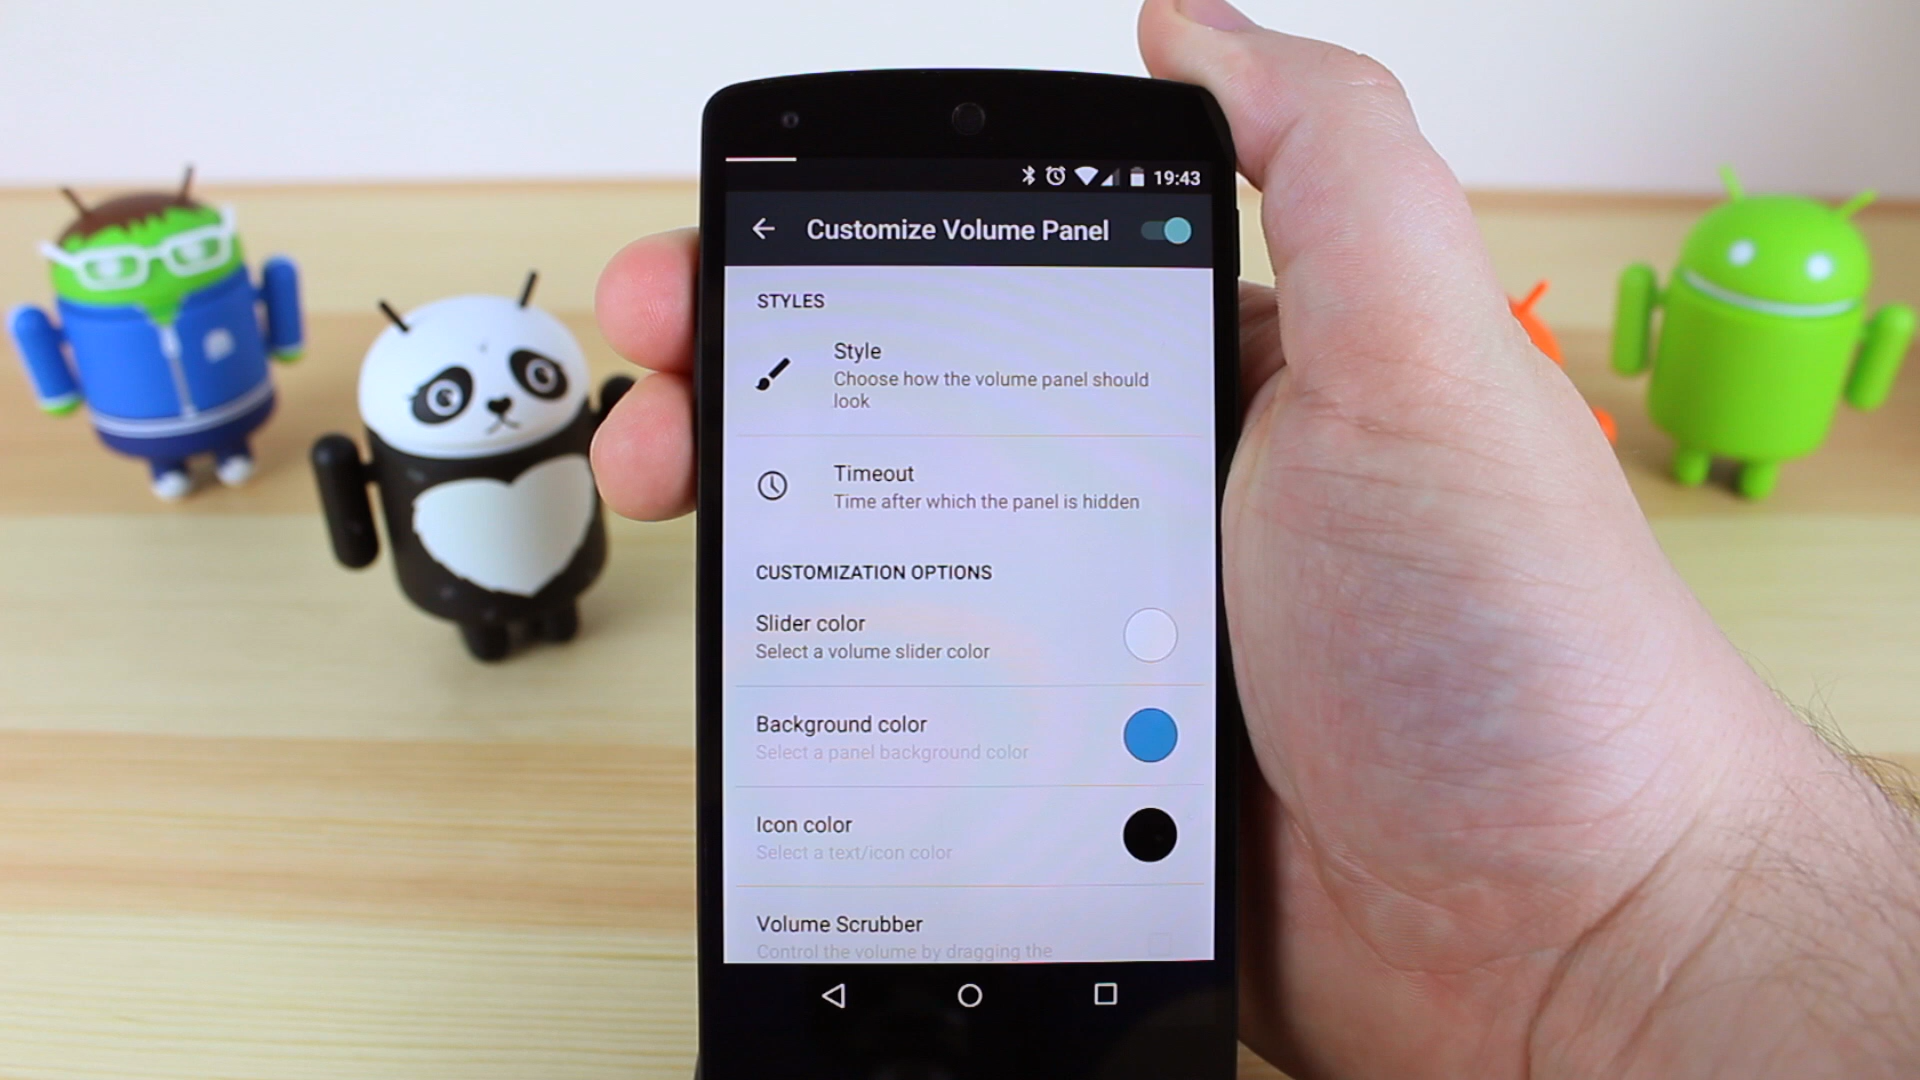 19:43
Customize Volume Panel
STYLES
Style
Choose how the volume panel should
look
Timeout
Time after which the panel is hidden
CUSTOMIZATION OPTIONS
Slider color
Select a volume slider color
Background color
Select a panel background color
Icon color
Select a text/icon color
Volume Scrubber
Control the volume by dragging the